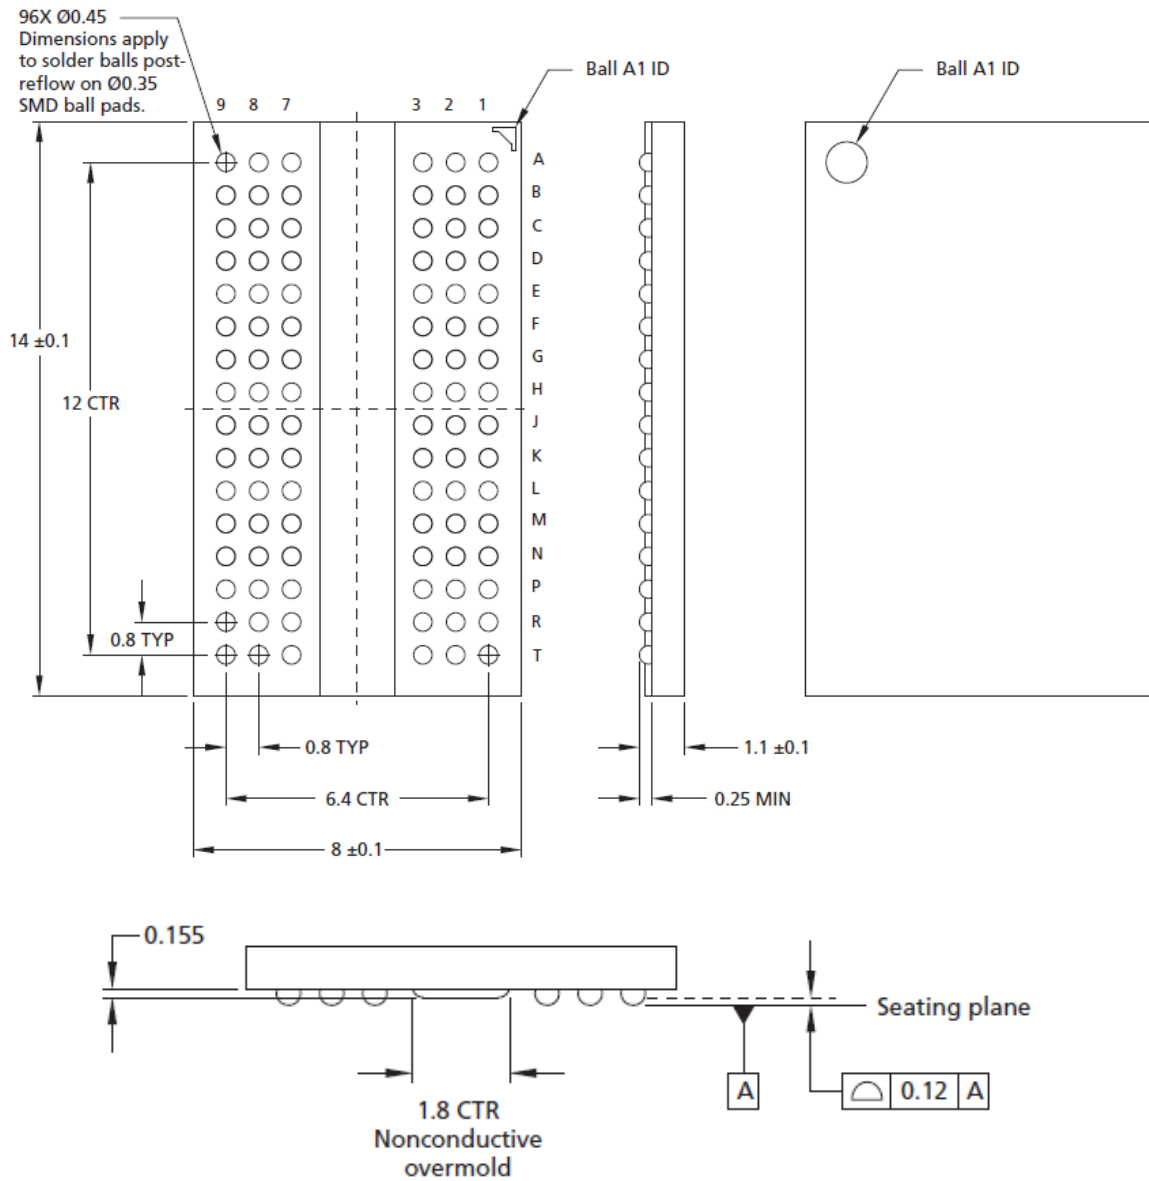 96X Ø0.45
Dimensions apply
to solder balls post-
reflow on Ø0.35
SMD ball pads.
Ball A1 ID
Ball A1 ID
9 8 7 3 2 1
A
B
C
D
E
F
G
H
J
K
L
M
N
P
R
T
14 ±0.1
12 CTR
0.8 TYP
0.8 TYP
1.1 ±0.1
6.4 CTR
0.25 MIN
8 ±0.1
0.155
Seating plane
A
0.12 A
1.8 CTR
Nonconductive
overmold